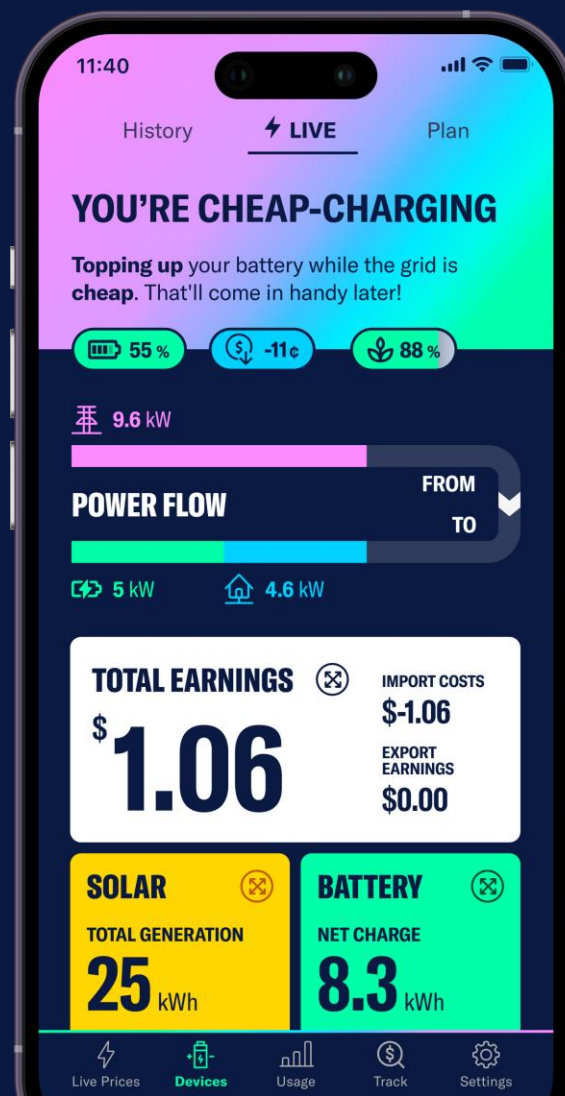 11:40
History
LIVE
Plan
YOU'RE CHEAP-CHARGING
Topping up your battery while the grid is
cheap. That'll come in handy later!
55 %
$
-11¢
88 %
9.6 kW
POWER FLOW
FROM
TO
5 kW
4.6 kW
TOTAL EARNINGS
$1.06
IMPORT COSTS
$-1.06
EXPORT
EARNINGS
$0.00
SOLAR
TOTAL GENERATION
25 kWh
BATTERY
NET CHARGE
8.3 kWh
Live Prices
Devices
Usage
$
Track
Settings